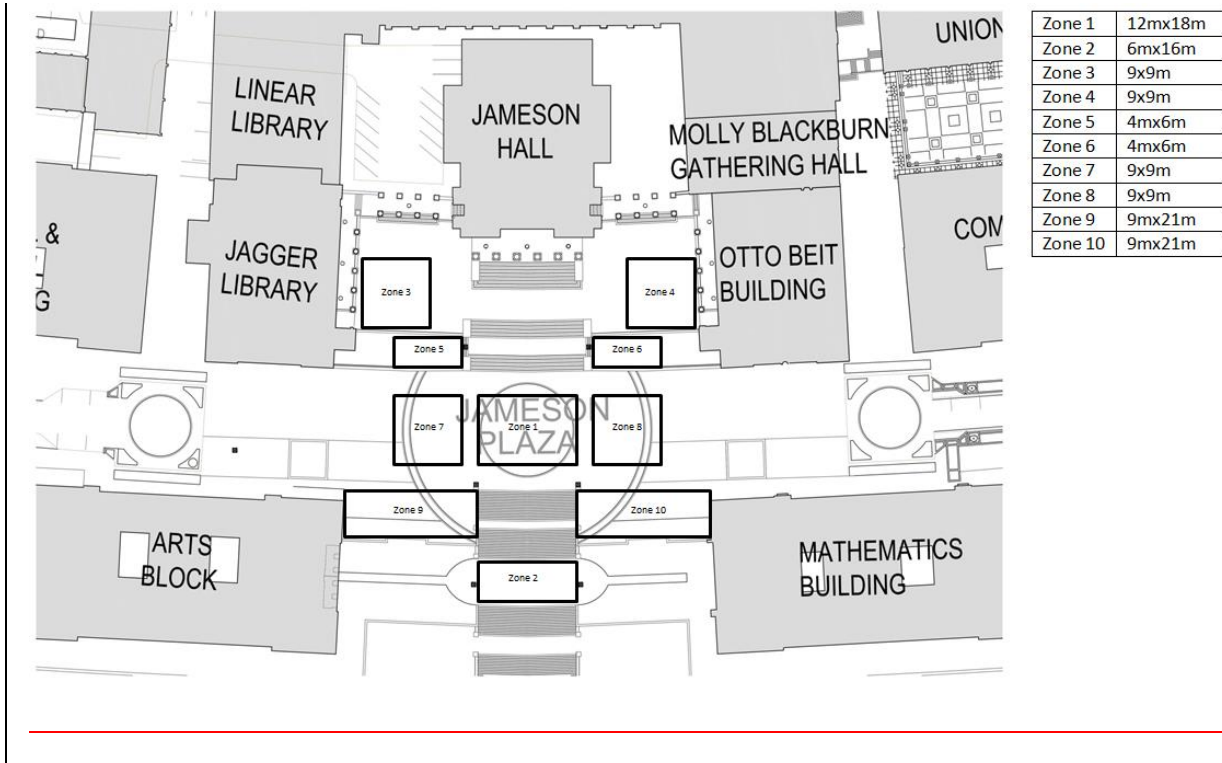 UNION
LINEAR
LIBRARY
JAMESON
HALL
MOLLY BLACKBURN
GATHERING HALL
&
G
JAGGER
LIBRARY
OTTO BEIT
BUILDING
COM
Zone 3
Zone 4
Zone 5
Zone 6
JAMESON
PLAZA
Zone 7
Zone 1
Zone 8
Zone 9
Zone 10
ARTS
BLOCK
MATHEMATICS
BUILDING
Zone 2
Zone 1 12mx18m
Zone 2 6mx16m
Zone 3 9x9m
Zone 4 9x9m
Zone 5 4mx6m
Zone 6 4mx6m
Zone 7 9x9m
Zone 8 9x9m
Zone 9 9mx21m
Zone 10 9mx21m